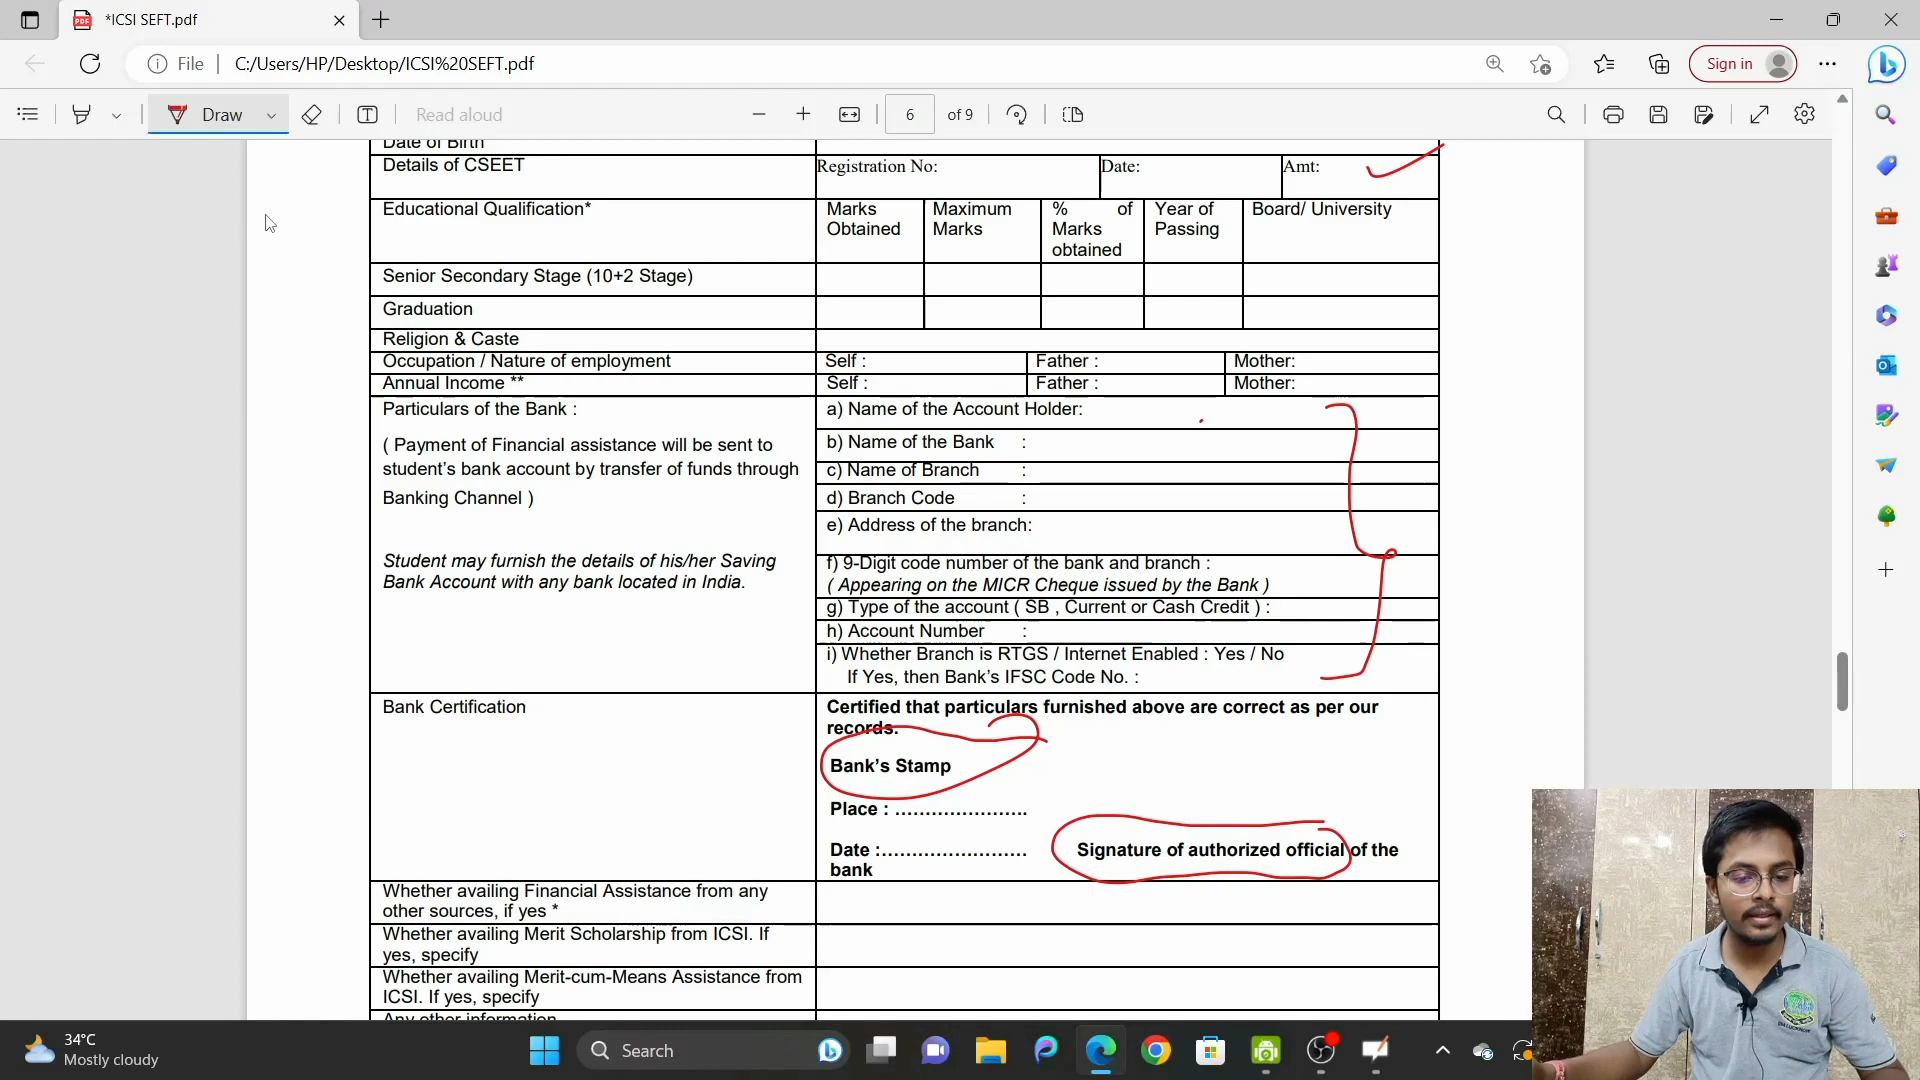 *ICSI SEFT.pdf
File
C:/Users/HP/Desktop/ICSI%20SEFT.pdf
Sign in
Draw
Read aloud
6
of 9
Date of Birth
Details of CSEET
Registration No:
Date:
Amt:
Educational Qualification*
Marks Obtained
Maximum Marks
% of Marks obtained
Year of Passing
Board/ University
Senior Secondary Stage (10+2 Stage)
Graduation
Religion & Caste
Occupation / Nature of employment
Self :
Father :
Mother:
Annual Income **
Self :
Father :
Mother:
Particulars of the Bank :
( Payment of Financial assistance will be sent to
student's bank account by transfer of funds through
Banking Channel )
Student may furnish the details of his/her Saving
Bank Account with any bank located in India.
a) Name of the Account Holder:
b) Name of the Bank :
c) Name of Branch :
d) Branch Code :
e) Address of the branch:
f) 9-Digit code number of the bank and branch :
( Appearing on the MICR Cheque issued by the Bank )
g) Type of the account ( SB , Current or Cash Credit ) :
h) Account Number :
i) Whether Branch is RTGS / Internet Enabled : Yes / No
If Yes, then Bank's IFSC Code No. :
Bank Certification
Certified that particulars furnished above are correct as per our
records.
Bank's Stamp
Place : ......................
Date :........................ Signature of authorized official of the
bank
Whether availing Financial Assistance from any
other sources, if yes *
Whether availing Merit Scholarship from ICSI. If
yes, specify
Whether availing Merit-cum-Means Assistance from
ICSI. If yes, specify
Any other information
34°C
Mostly cloudy
Search